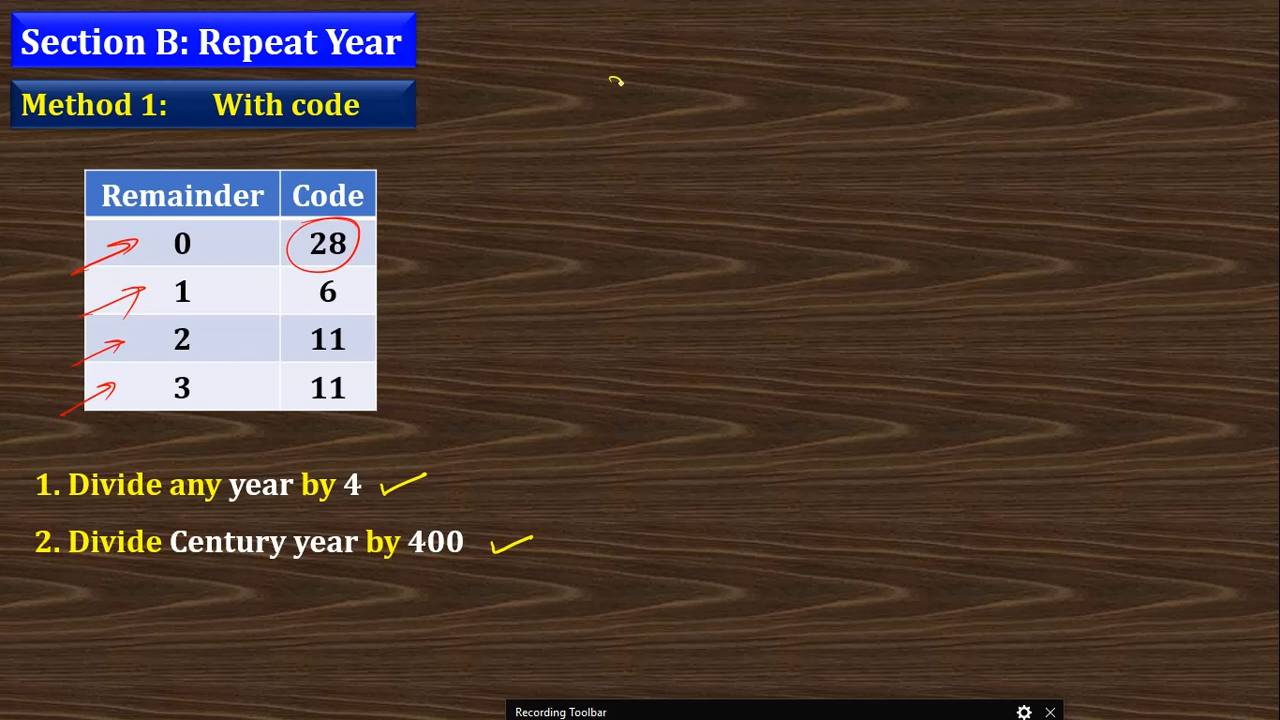 Section B: Repeat Year
Method 1: With code
Remainder Code
0 28
1 6
2 11
3 11
1. Divide any year by 4
2. Divide Century year by 400
Recording Toolbar